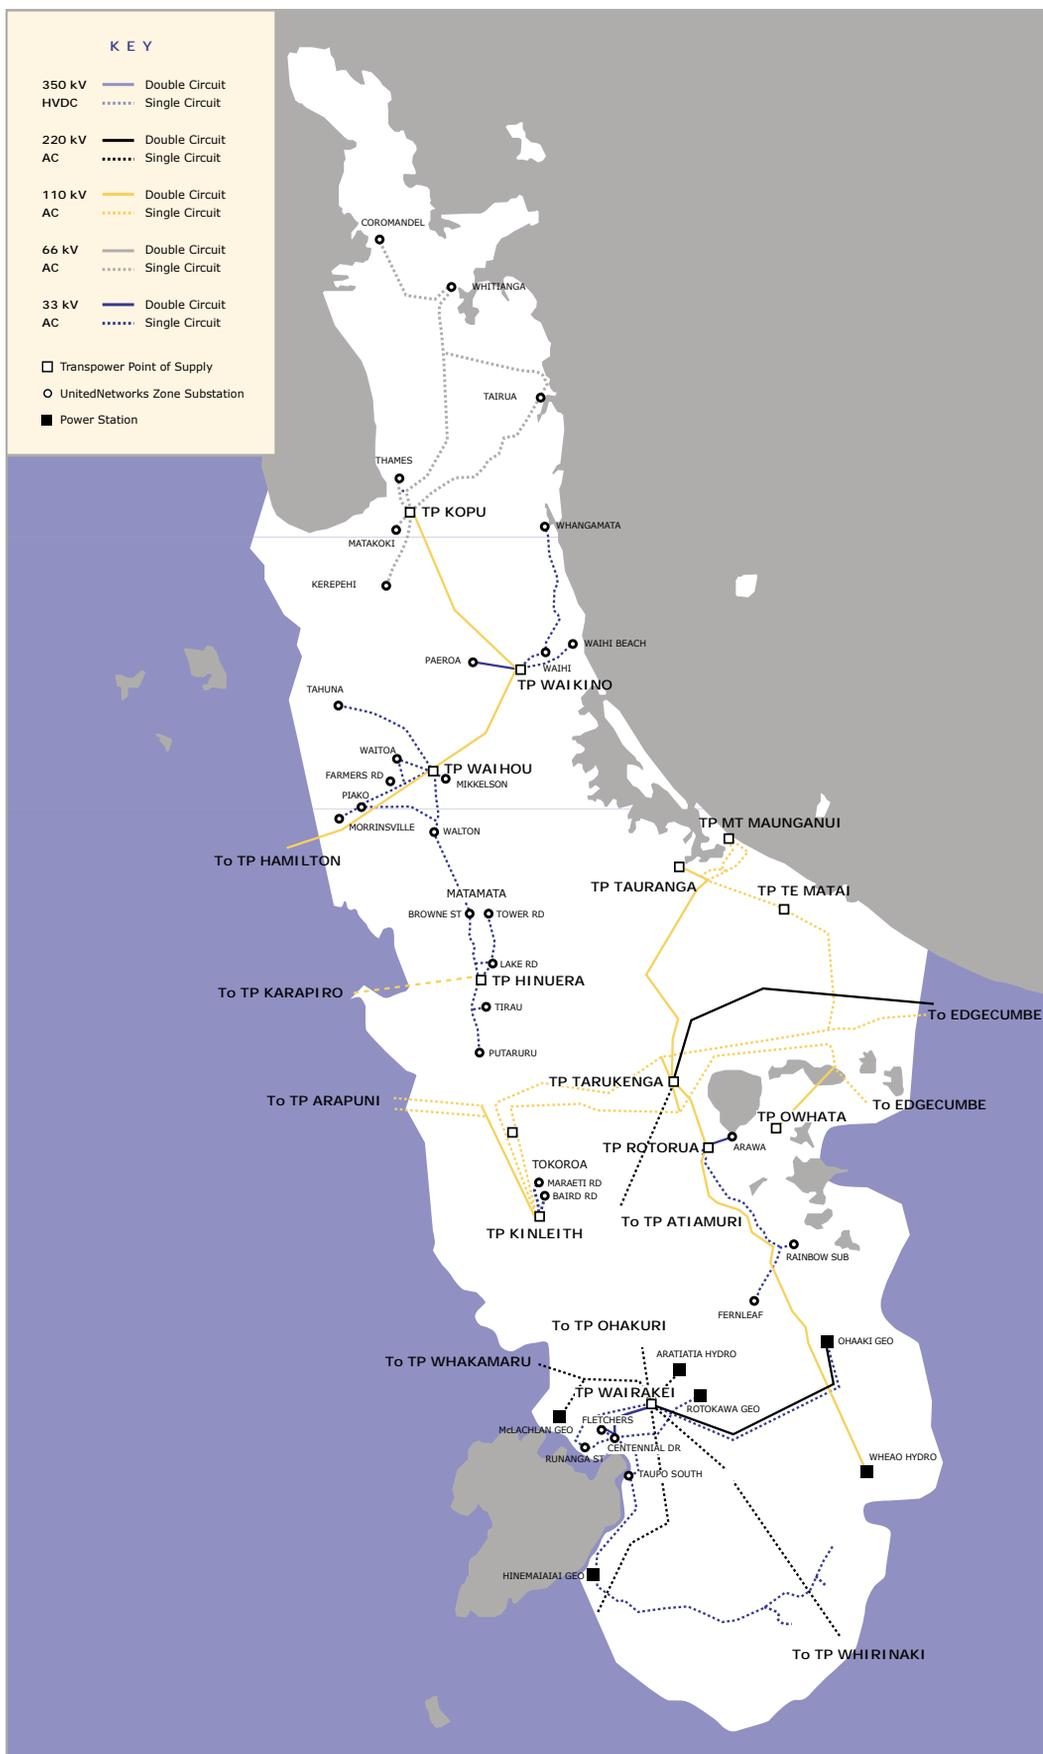 KEY
350 kV Double Circuit
HVDC Single Circuit
220 kV Double Circuit
AC Single Circuit
110 kV Double Circuit
AC Single Circuit
66 kV Double Circuit
AC Single Circuit
33 kV Double Circuit
AC Single Circuit
Transpower Point of Supply
UnitedNetworks Zone Substation
Power Station
COROMANDEL
WHITIANGA
TAIRUA
THAMES
TP KOPU
WHANGAMATA
MATAKOKI
KEREPEHI
WAIHI BEACH
PAEROA
WAIHI
TP WAIKINO
TAHUNA
WAITOA
TP WAIHOU
FARMERS RD
MIKKELSON
PIAKO
TP MT MAUNGANUI
MORRINSVILLE
WALTON
To TP HAMILTON
TP TAURANGA
TP TE MATAI
MATAMATA
BROWNE ST
TOWER RD
LAKE RD
TP HINUERA
To TP KARAPIRO
TIRAU
To EDGECUMBE
PUTARURU
TP TARUKENGA
To TP ARAPUNI
To EDGECUMBE
TP OWHATA
TP ROTORUA
ARAWA
TOKOROA
MARAETI RD
BAIRD RD
To TP ATIAMURI
TP KINLEITH
RAINBOW SUB
FERNLEAF
To TP OHAKURI
OHAAKI GEO
ARATIATIA HYDRO
To TP WHAKAMARU
TP WAIRAKEI
ROTOKAWA GEO
FLETCHERS
McLACHLAN GEO
CENTENNIAL DR
RUNANGA ST
WHEAO HYDRO
TAUPO SOUTH
HINEMAIAIAI GEO
To TP WHIRINAKI